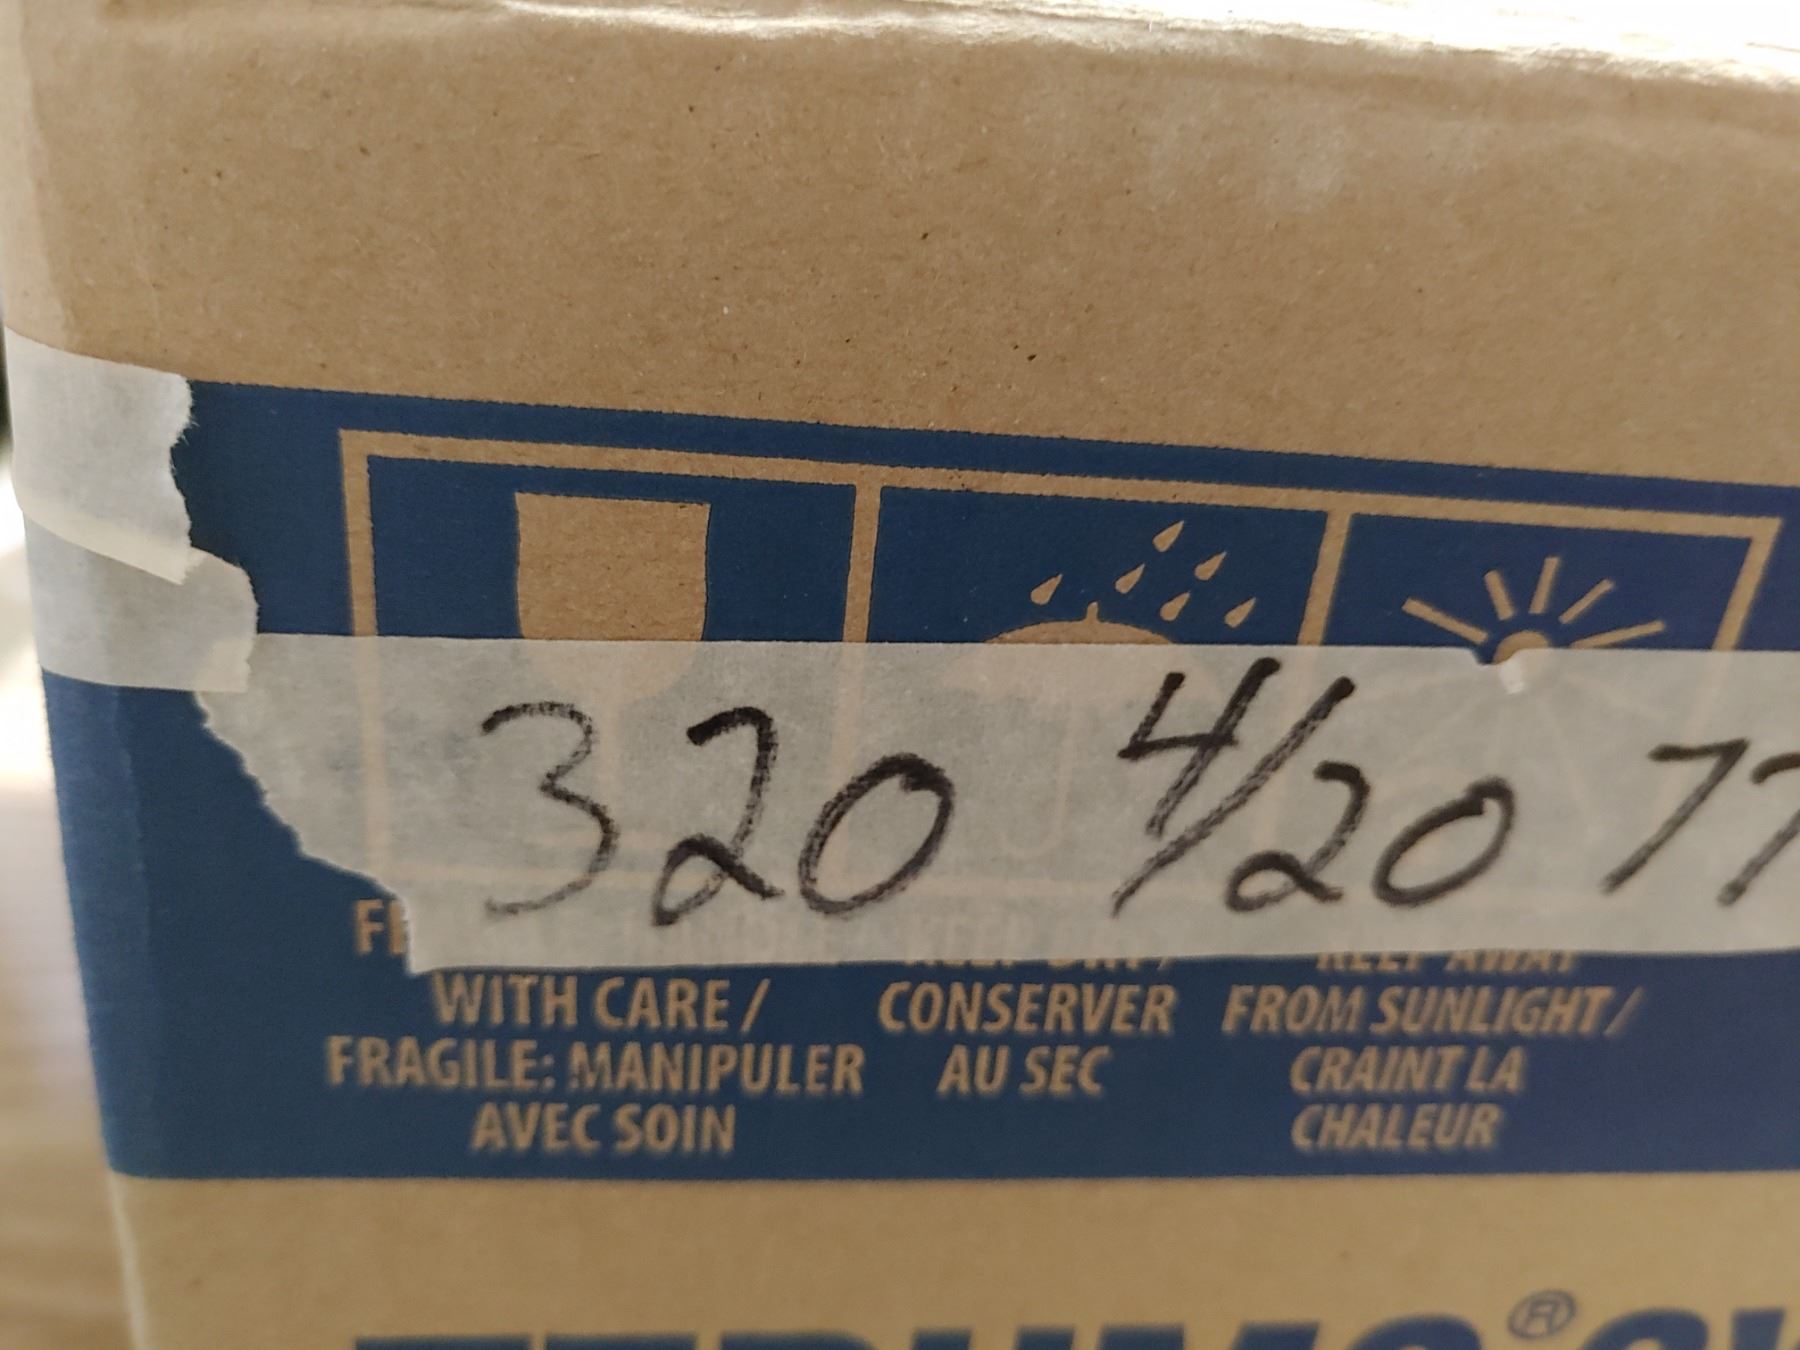 320 4/20 77
WITH CARE / CONSERVER FROM SUNLIGHT /
FRAGILE: MANIPULER AU SEC CRAINT LA
AVEC SOIN CHALEUR
®